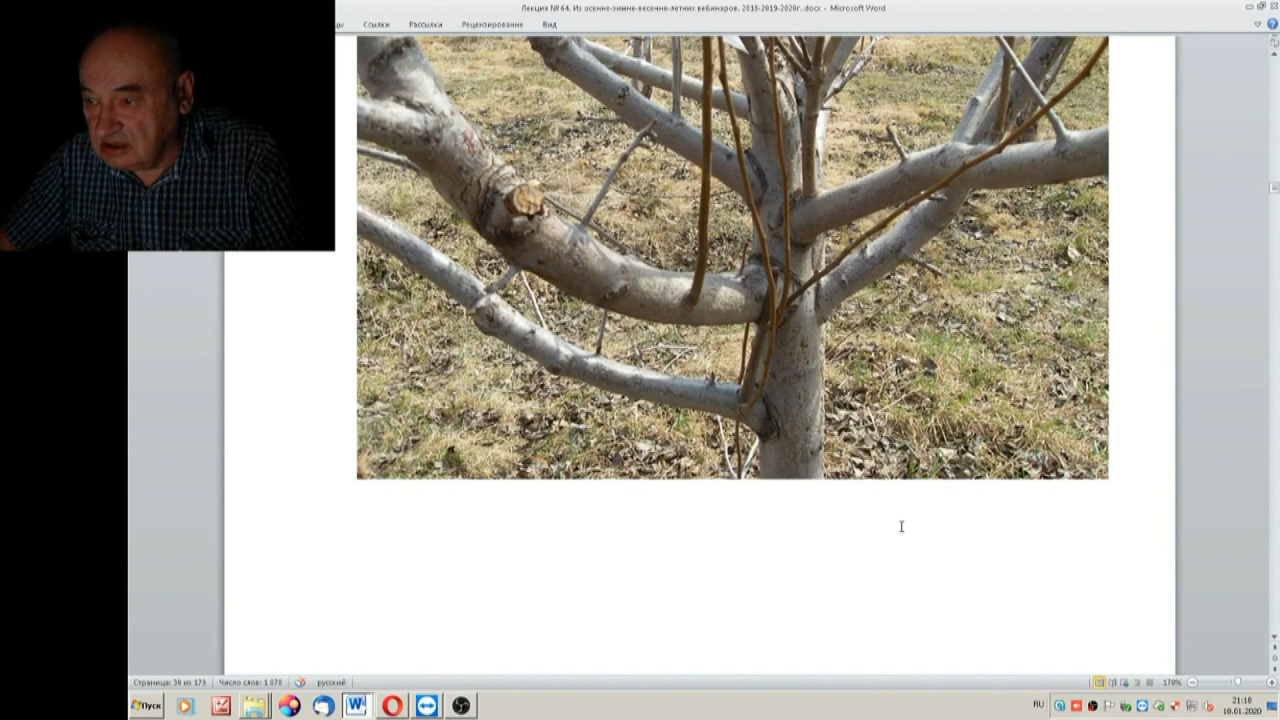 Лекция № 64. Из осенне-зимне-весенне-летних вебинаров. 2018-2019-2020г..docx - Microsoft Word
Ссылки Рассылки Рецензирование Вид
Страница: 38 из 179 Число слов: 1 078 русский 170%
Пуск RU 21:18
10.01.2020